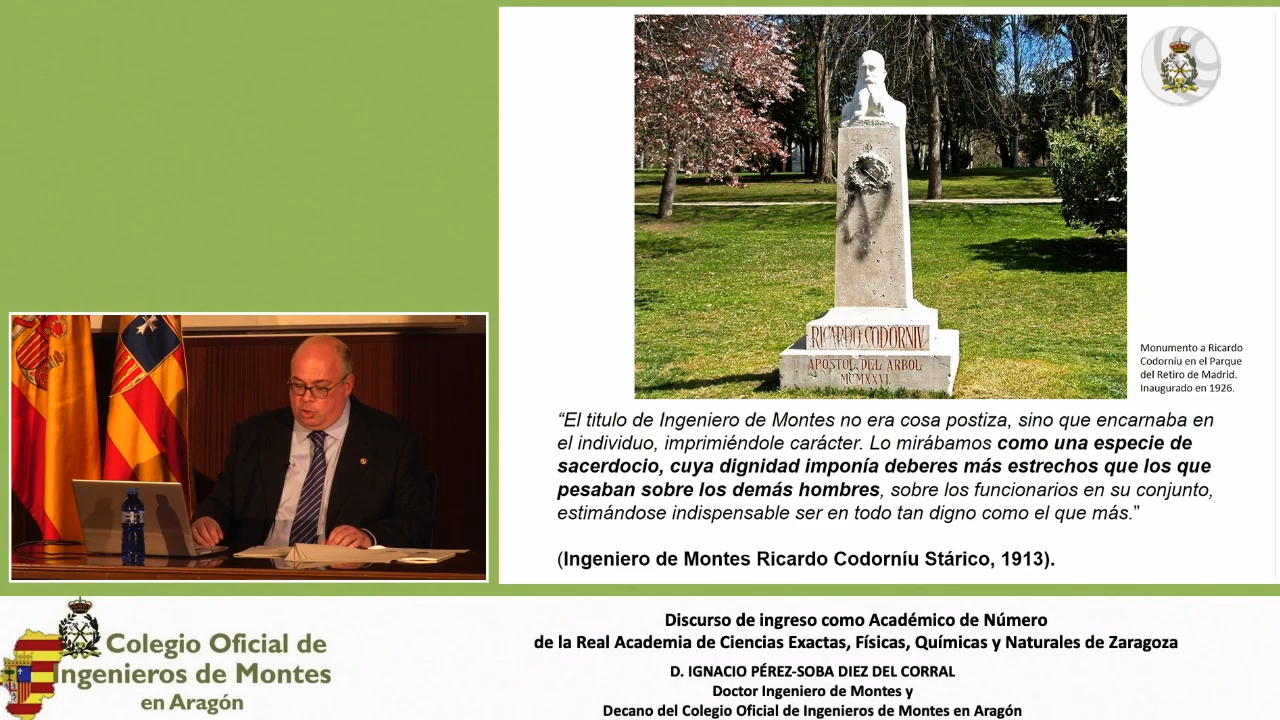 RICARDO CODORNIV
APOSTOL DEL ARBOL
MCMXXVI
Monumento a Ricardo
Codorníu en el Parque
del Retiro de Madrid.
Inaugurado en 1926.
“El titulo de Ingeniero de Montes no era cosa postiza, sino que encarnaba en
el individuo, imprimiéndole carácter. Lo mirábamos como una especie de
sacerdocio, cuya dignidad imponía deberes más estrechos que los que
pesaban sobre los demás hombres, sobre los funcionarios en su conjunto,
estimándose indispensable ser en todo tan digno como el que más.”
(Ingeniero de Montes Ricardo Codorníu Stárico, 1913).
Colegio Oficial de
Ingenieros de Montes
en Aragón
Discurso de ingreso como Académico de Número
de la Real Academia de Ciencias Exactas, Físicas, Químicas y Naturales de Zaragoza
D. IGNACIO PÉREZ-SOBA DIEZ DEL CORRAL
Doctor Ingeniero de Montes y
Decano del Colegio Oficial de Ingenieros de Montes en Aragón